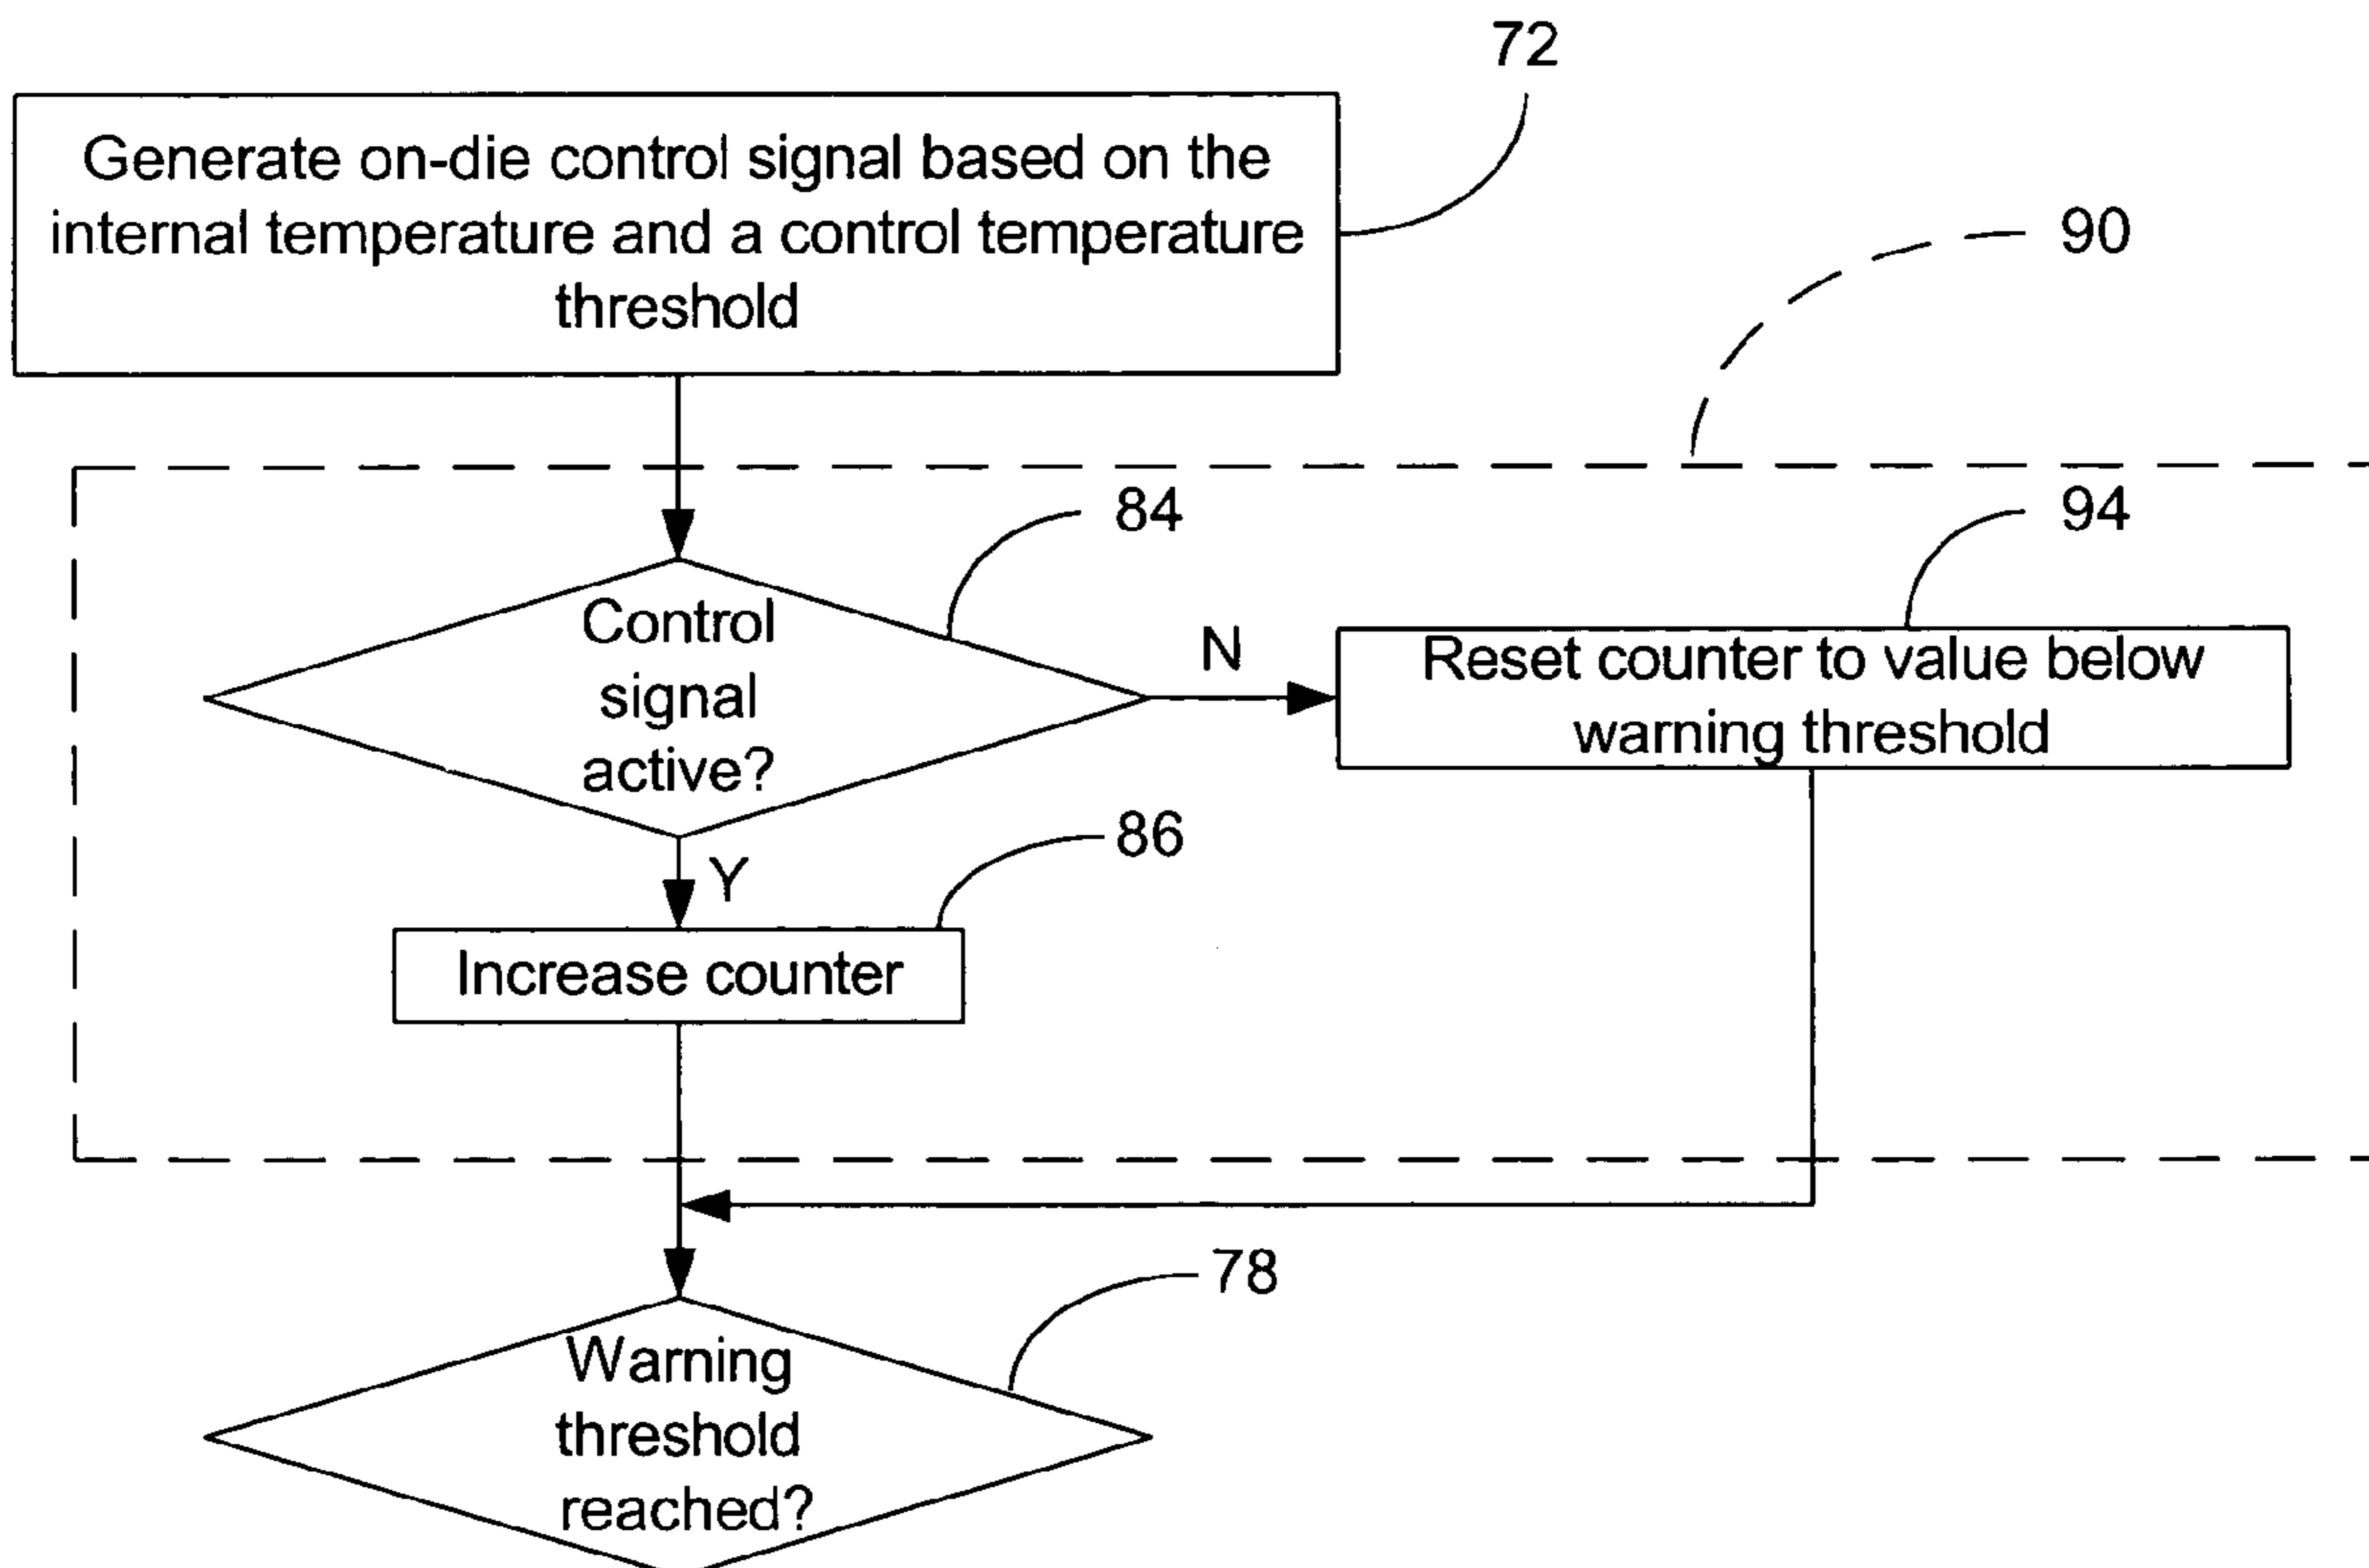 72
Generate on-die control signal based on the
internal temperature and a control temperature
threshold
90
84
94
Control
signal
active?
N
Reset counter to value below
warning threshold
86
Y
Increase counter
78
Warning
threshold
reached?